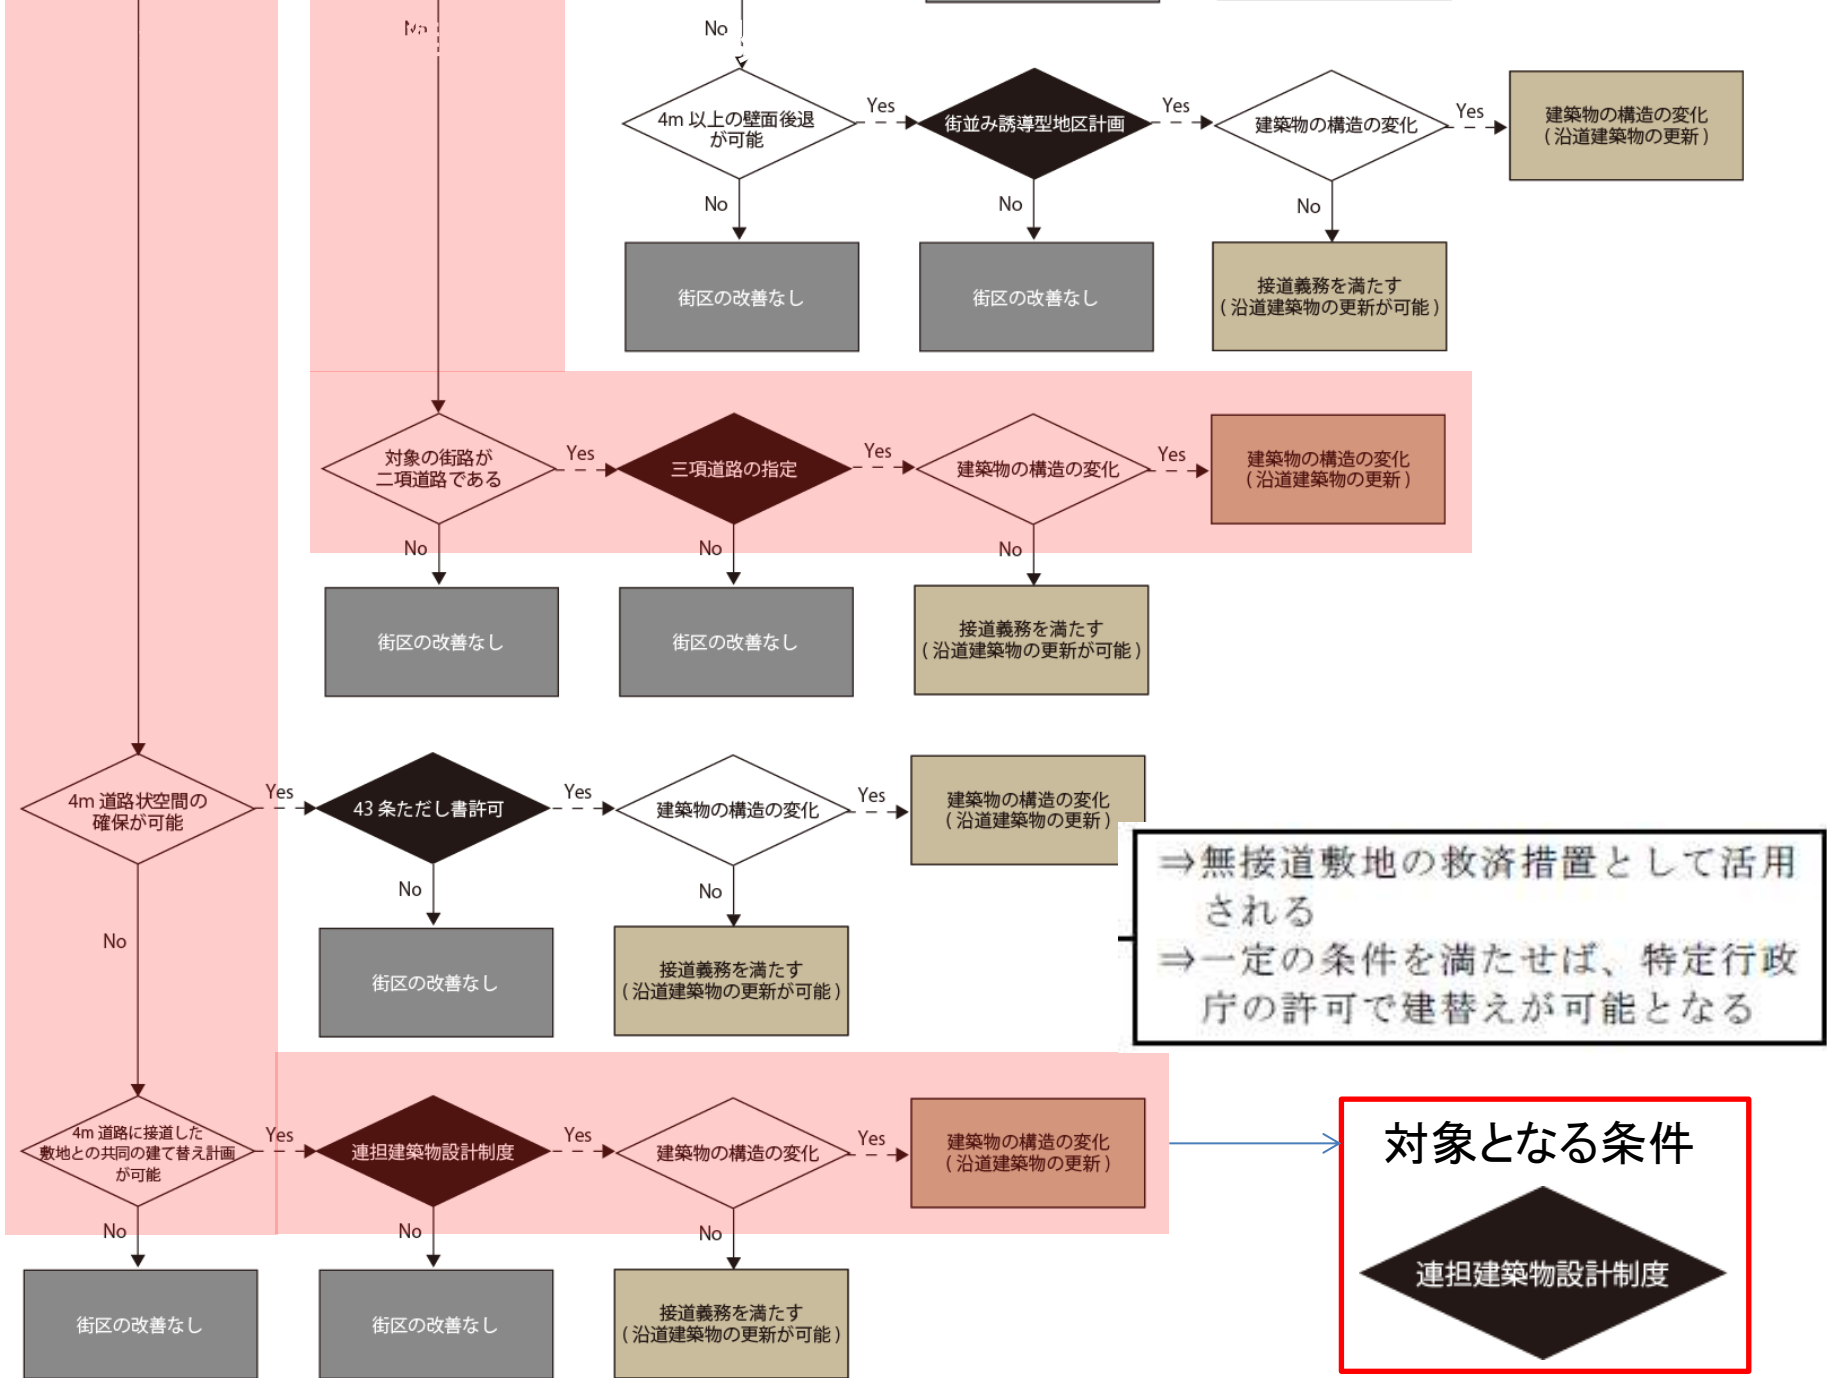 No
No
4m 以上の壁面後退
が可能
Yes
街並み誘導型地区計画
Yes
建築物の構造の変化
Yes
建築物の構造の変化
( 沿道建築物の更新 )
No
No
No
街区の改善なし
街区の改善なし
接道義務を満たす
( 沿道建築物の更新が可能 )
対象の街路が
二項道路である
Yes
三項道路の指定
Yes
建築物の構造の変化
Yes
建築物の構造の変化
( 沿道建築物の更新 )
No
No
No
街区の改善なし
街区の改善なし
接道義務を満たす
( 沿道建築物の更新が可能 )
4m 道路状空間の
確保が可能
Yes
43 条ただし書許可
Yes
建築物の構造の変化
Yes
建築物の構造の変化
( 沿道建築物の更新 )
No
No
No
街区の改善なし
接道義務を満たす
( 沿道建築物の更新が可能 )
⇒無接道敷地の救済措置として活用
される
⇒一定の条件を満たせば、特定行政
庁の許可で建替えが可能となる
4m 道路に接道した
敷地との共同の建て替え計画
が可能
Yes
連担建築物設計制度
Yes
建築物の構造の変化
Yes
建築物の構造の変化
( 沿道建築物の更新 )
No
No
No
街区の改善なし
街区の改善なし
接道義務を満たす
( 沿道建築物の更新が可能 )
対象となる条件
連担建築物設計制度